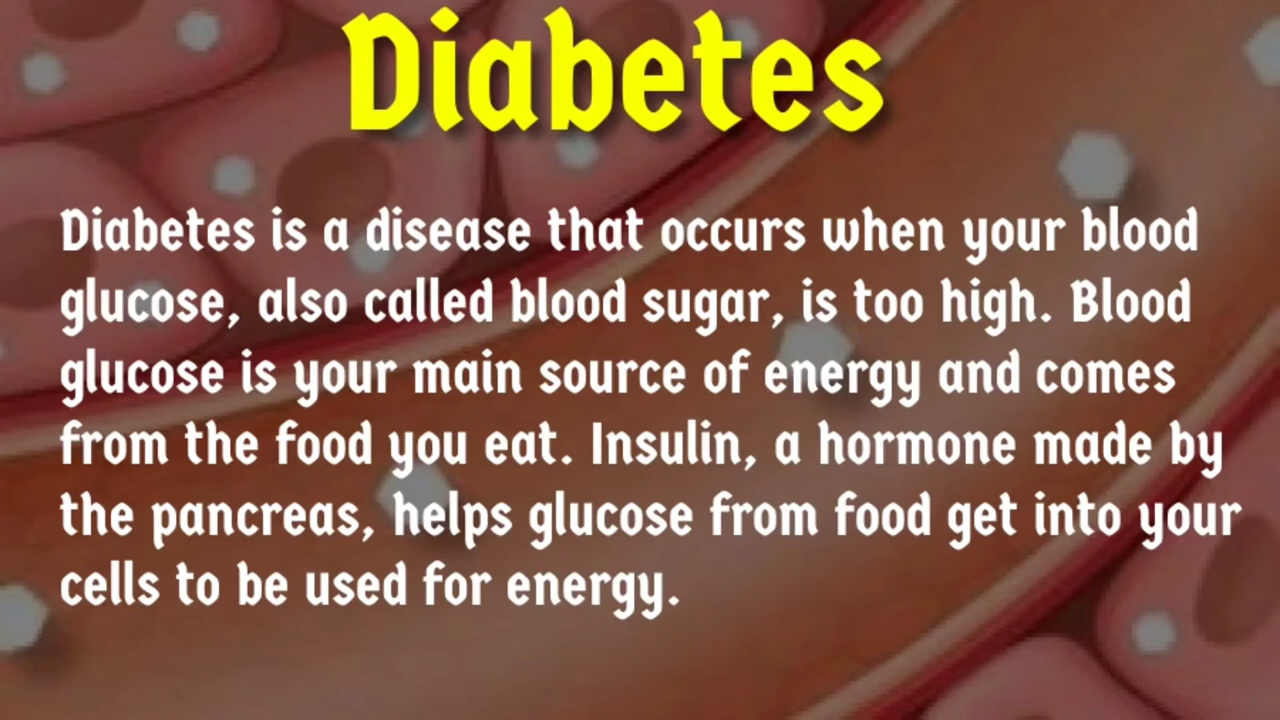 Diabetes
Diabetes is a disease that occurs when your blood
glucose, also called blood sugar, is too high. Blood
glucose is your main source of energy and comes
from the food you eat. Insulin, a hormone made by
the pancreas, helps glucose from food get into your
cells to be used for energy.